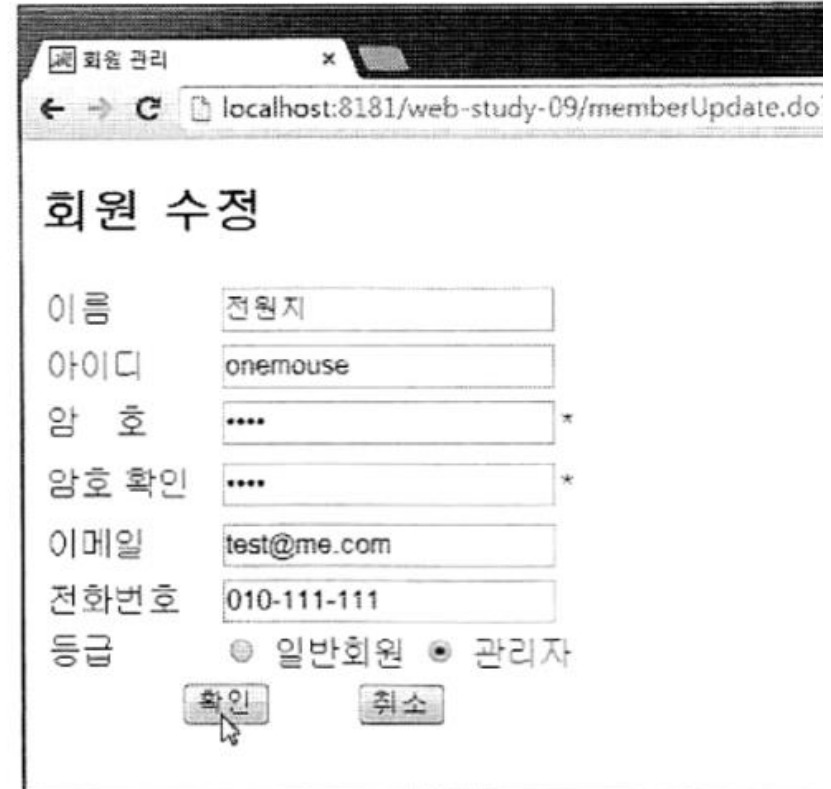 회원 관리 ×
localhost:8181/web-study-09/memberUpdate.do?
회원 수정
이름 전원지
아이디 onemouse
암 호 •••• *
암호 확인 •••• *
이메일 test@me.com
전화번호 010-111-111
등급 일반회원 관리자
확인 취소